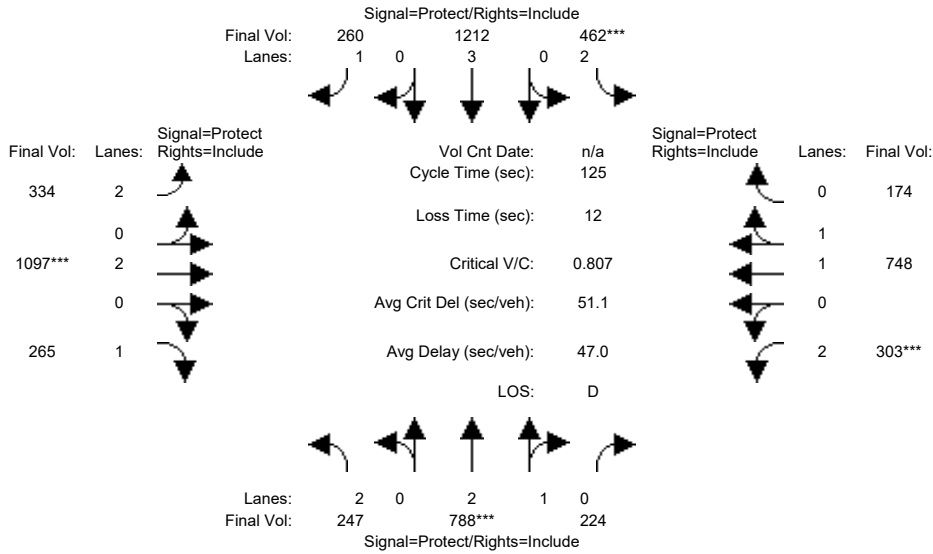 Signal=Protect/Rights=Include
Final Vol: 260 1212 462***
Lanes: 1 0 3 0 2
Signal=Protect Signal=Protect
Final Vol: Lanes: Rights=Include Vol Cnt Date: n/a Rights=Include Lanes: Final Vol:
Cycle Time (sec): 125
334 2 0 174
Loss Time (sec): 12
0 1
1097*** 2 Critical V/C: 0.807 1 748
0 Avg Crit Del (sec/veh): 51.1 0
265 1 Avg Delay (sec/veh): 47.0 2 303***
LOS: D
Lanes: 2 0 2 1 0
Final Vol: 247 788*** 224
Signal=Protect/Rights=Include